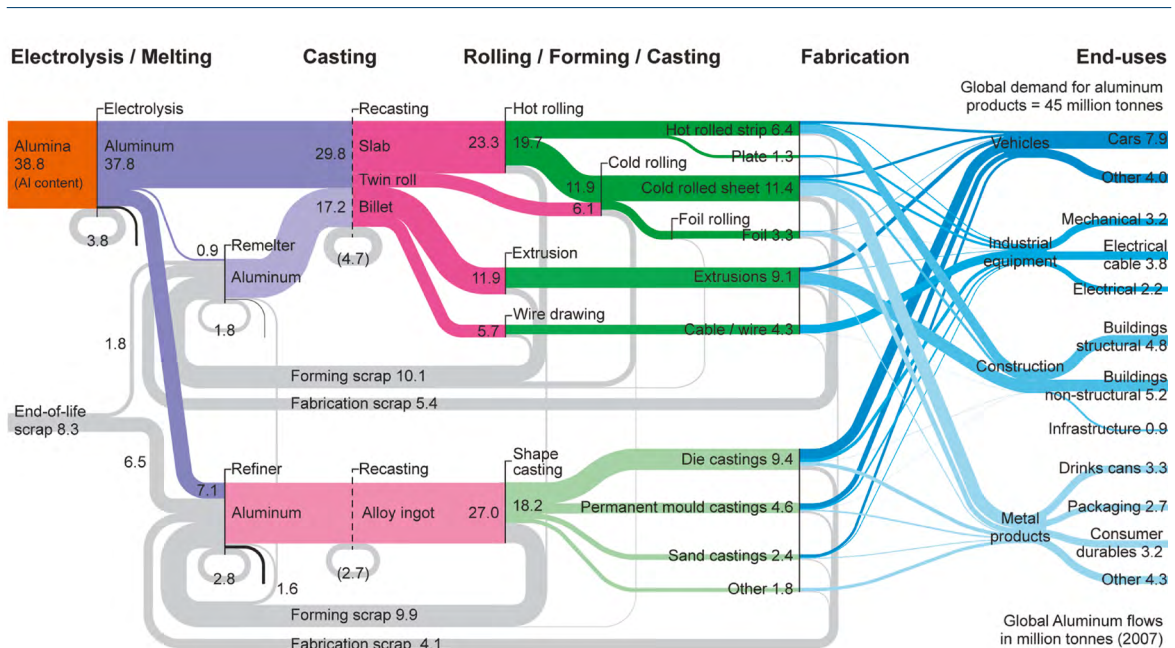 Electrolysis / Melting
Casting
Rolling / Forming / Casting
Fabrication
End-uses
Global demand for aluminum
products = 45 million tonnes
Electrolysis
Recasting
Hot rolling
Alumina
38.8
(Al content)
Aluminum
37.8
29.8
Slab
23.3
19.7
Hot rolled strip 6.4
Plate 1.3
Vehicles
Cars 7.9
Other 4.0
Cold rolling
Twin roll
11.9
Cold rolled sheet 11.4
17.2
Billet
6.1
Foil rolling
Foil 3.3
3.8
0.9
Remelter
Aluminum
(4.7)
Extrusion
11.9
Extrusions 9.1
Industrial
equipment
Mechanical 3.2
Electrical
cable 3.8
Electrical 2.2
1.8
Wire drawing
5.7
Cable / wire 4.3
1.8
Forming scrap 10.1
Fabrication scrap 5.4
Construction
Buildings
structural 4.8
Buildings
non-structural 5.2
Infrastructure 0.9
End-of-life
scrap 8.3
6.5
Refiner
Recasting
Shape
casting
7.1
Aluminum
Alloy ingot
27.0
18.2
Die castings 9.4
Permanent mould castings 4.6
Sand castings 2.4
Other 1.8
Metal
products
Drinks cans 3.3
Packaging 2.7
Consumer
durables 3.2
Other 4.3
2.8
1.6
(2.7)
Forming scrap 9.9
Fabrication scrap 4.1
Global Aluminum flows
in million tonnes (2007)